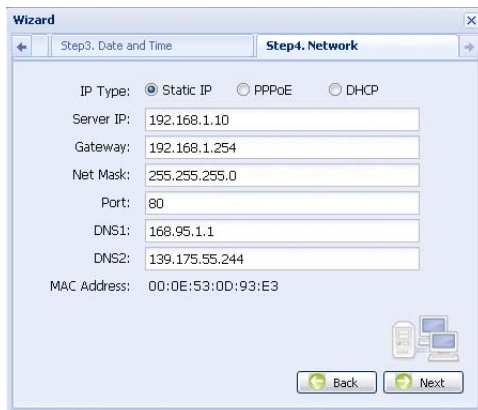 Wizard
Step3. Date and Time
Step4. Network
IP Type: Static IP PPPoE DHCP
Server IP: 192.168.1.10
Gateway: 192.168.1.254
Net Mask: 255.255.255.0
Port: 80
DNS1: 168.95.1.1
DNS2: 139.175.55.244
MAC Address: 00:0E:53:0D:93:E3
Back Next